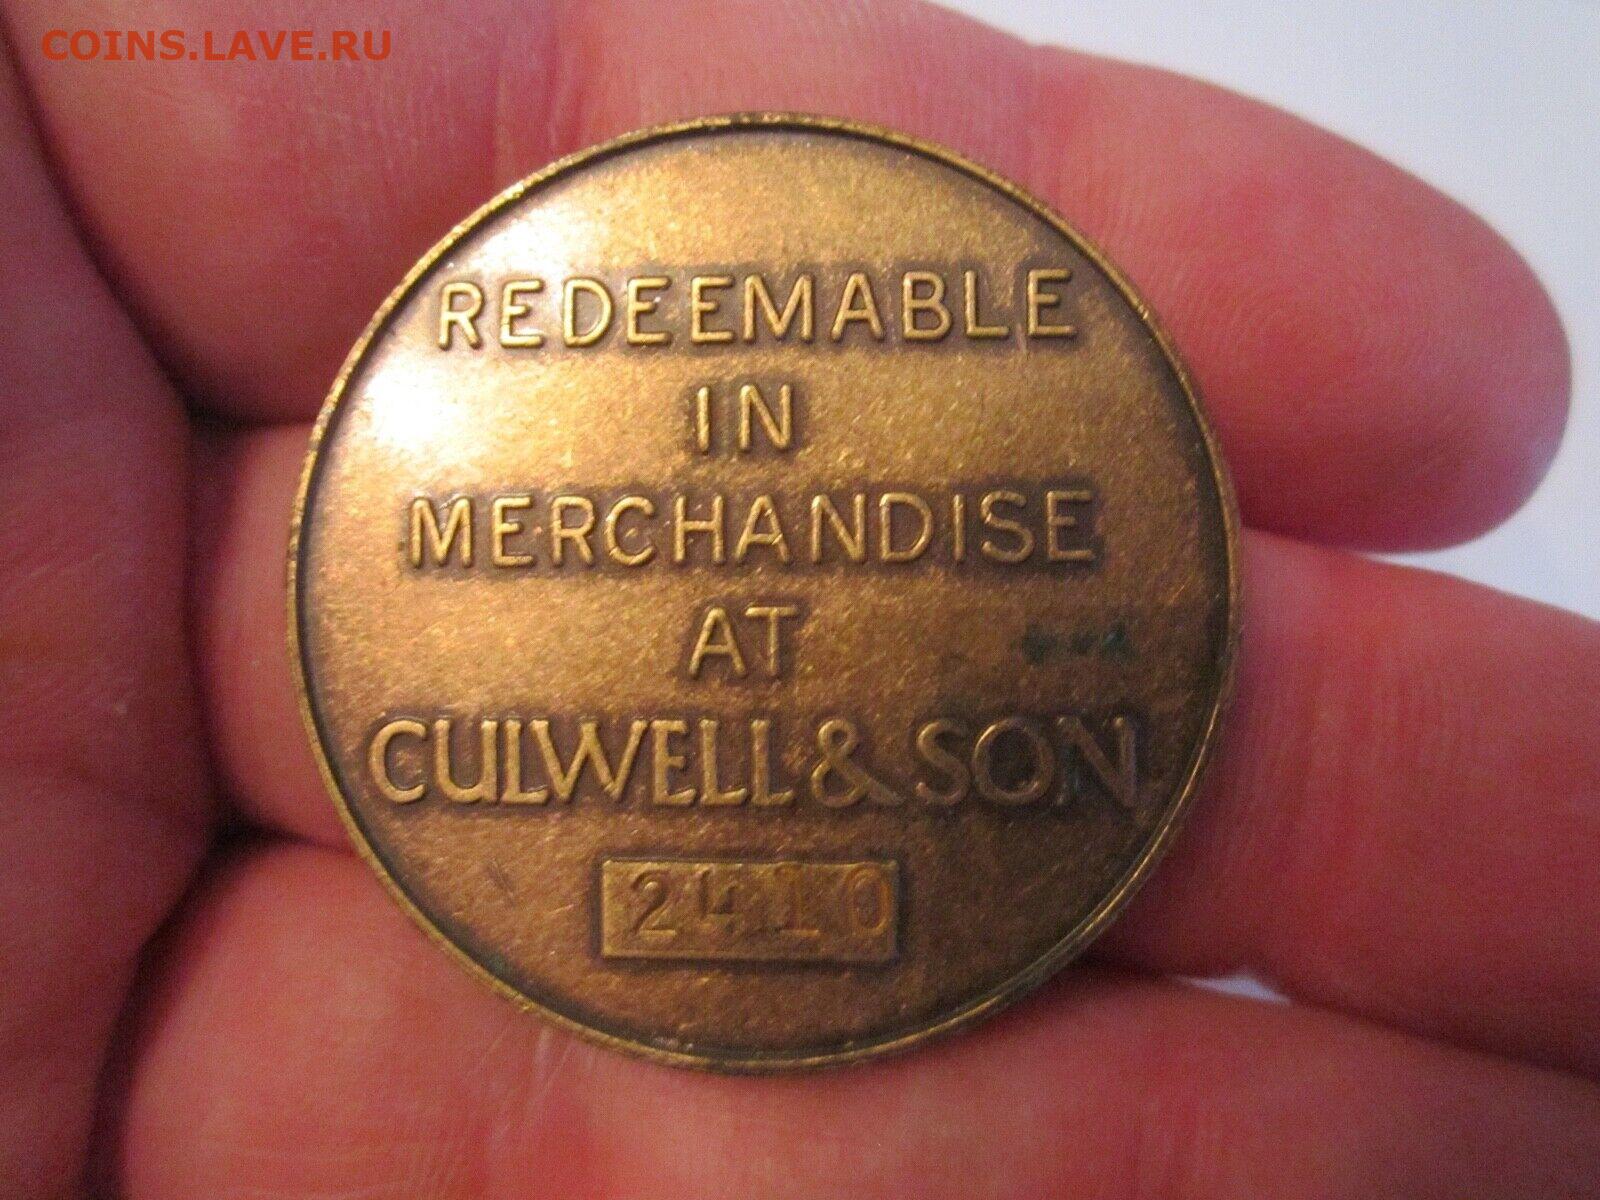 COINS.LAVE.RU
REDEEMABLE
IN
MERCHANDISE
AT
CULWELL & SON
2410